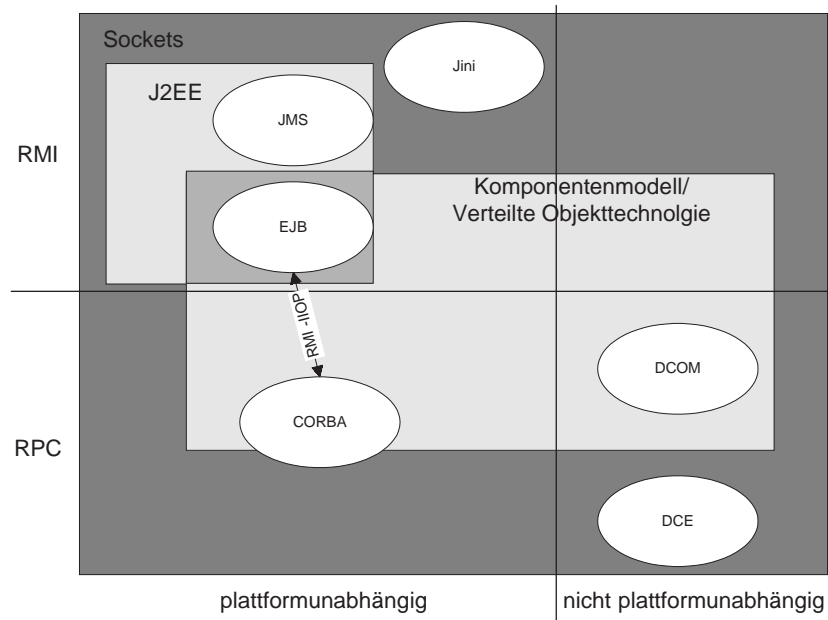 Sockets
Jini
J2EE
JMS
RMI
Komponentenmodell/
Verteilte Objekttechnolgie
EJB
RMI -IIOP
DCOM
CORBA
RPC
DCE
plattformunabhängig
nicht plattformunabhängig